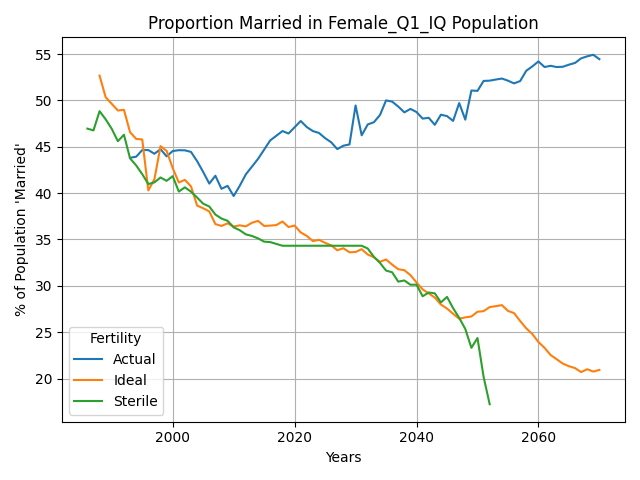 Proportion Married in Female_Q1_IQ Population
% of Population 'Married'
55
50
45
40
35
30
25
20
Fertility
Actual
Ideal
Sterile
2000 2020 2040 2060
Years